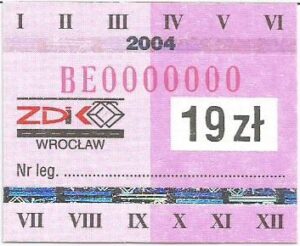 I II III IV V VI
2004
BE0000000
ZDiK
WROCŁAW
19 zł
Nr leg. ........................................
VII VIII IX X XI XII